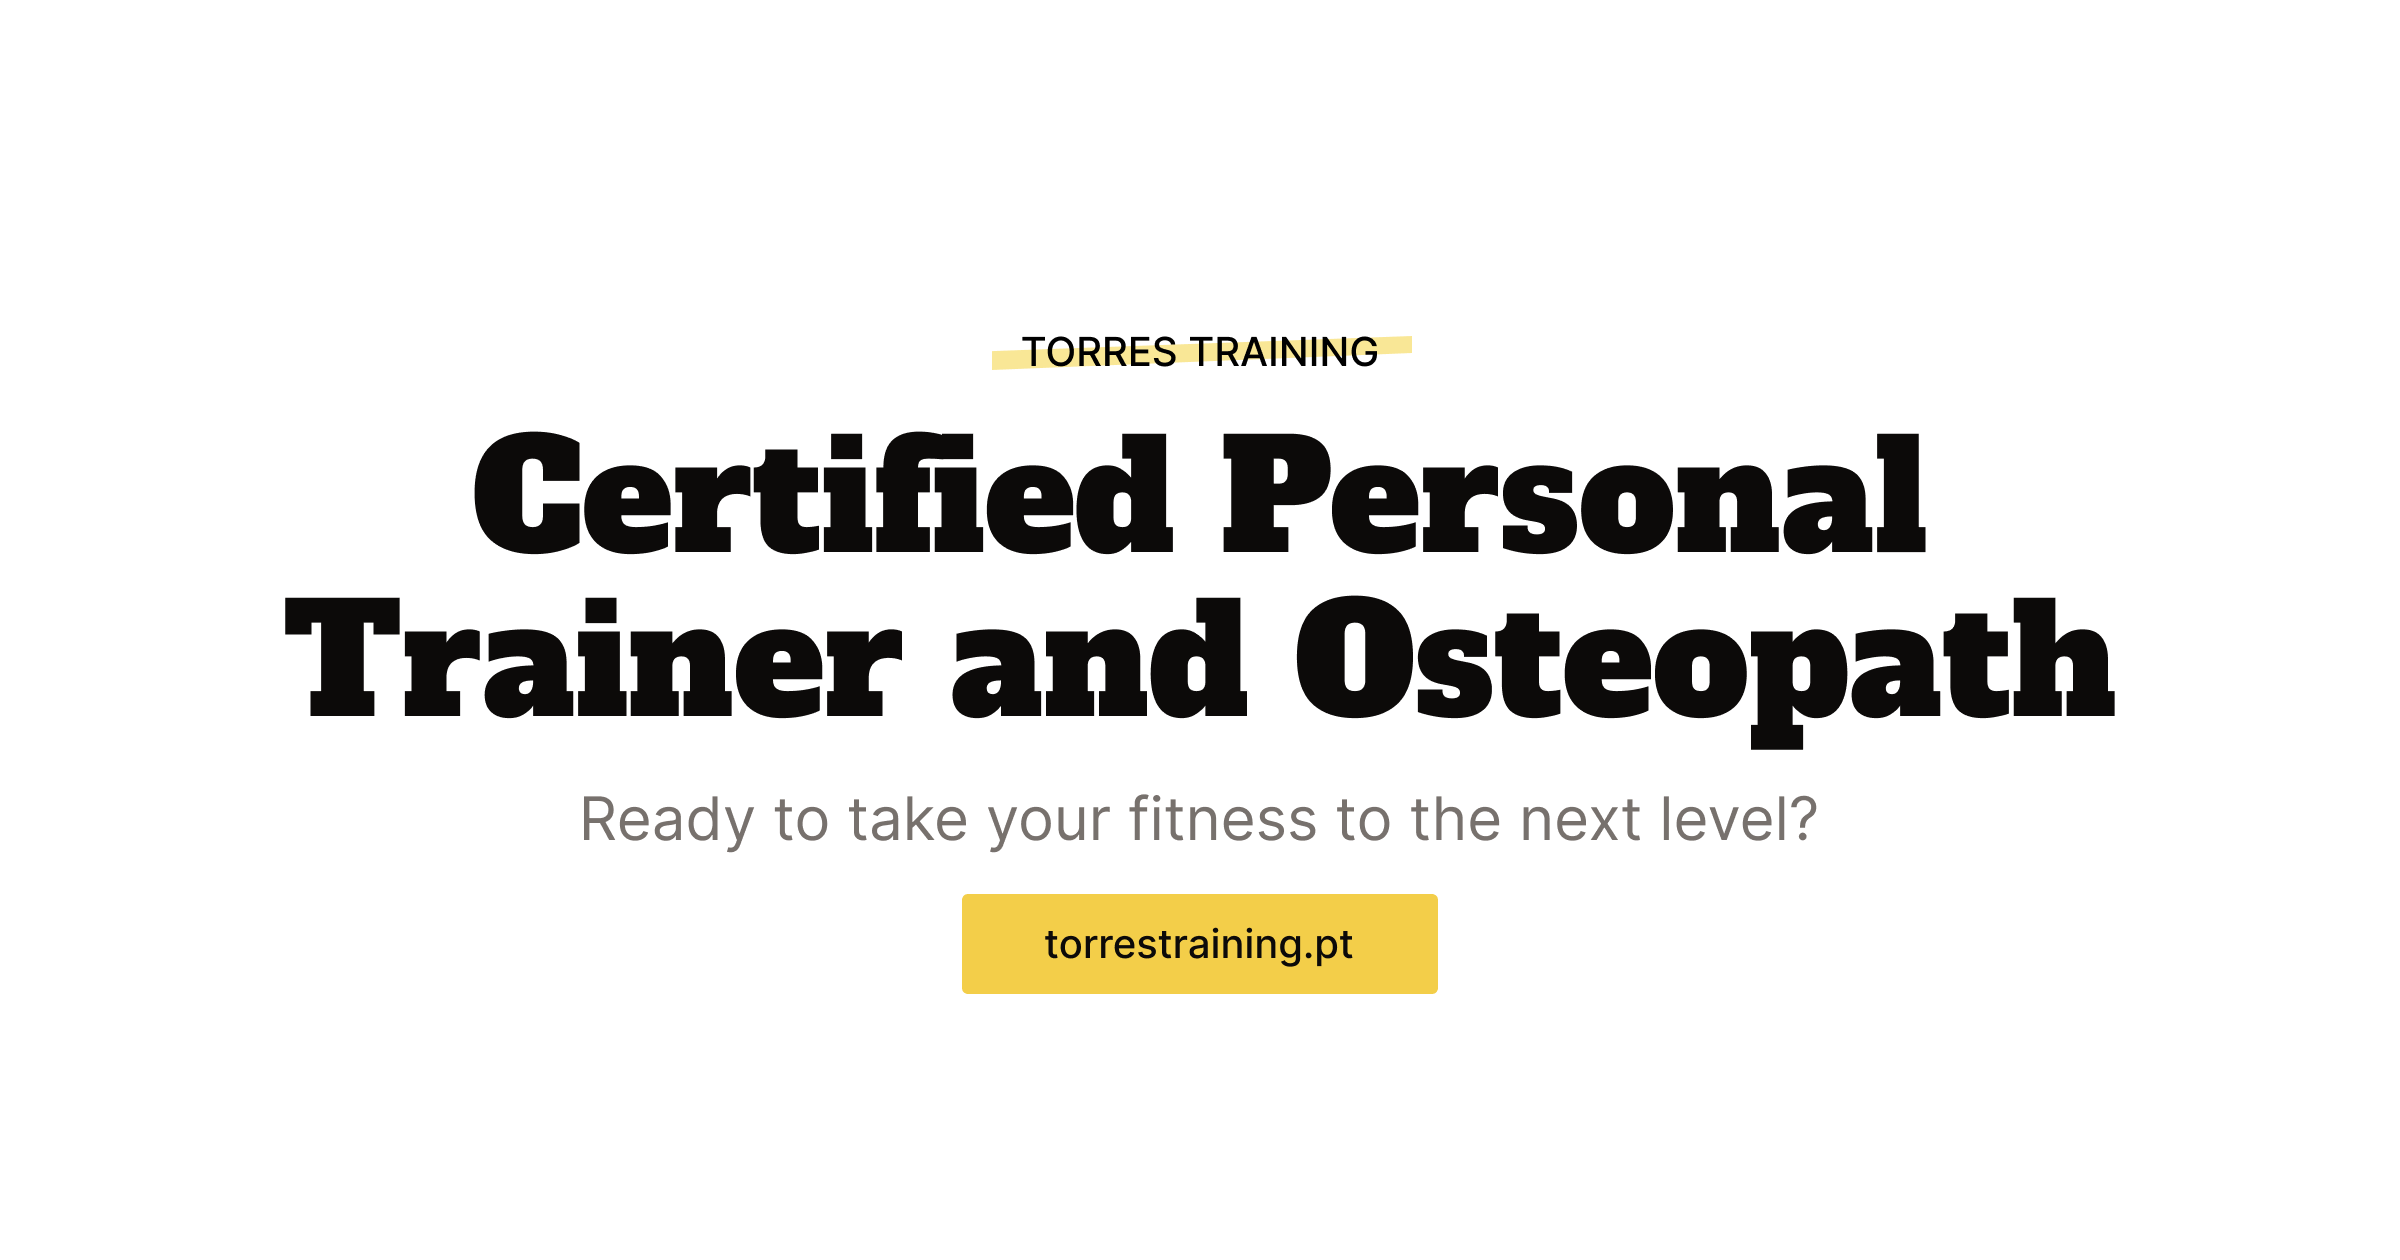 TORRES TRAINING
Certified Personal
Trainer and Osteopath
Ready to take your fitness to the next level?
torrestraining.pt